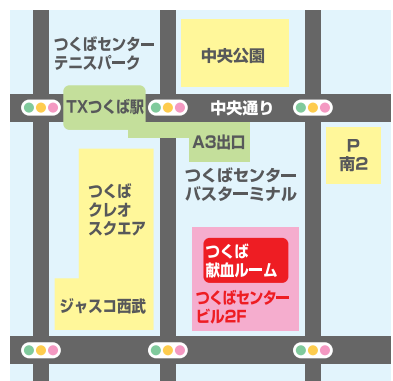 つくばセンター
テニスパーク
中央公園
TXつくば駅
中央通り
A3出口
P
南2
つくばセンター
バスターミナル
つくば
クレオ
スクエア
つくば
献血ルーム
ジャスコ西武
つくばセンター
ビル2F